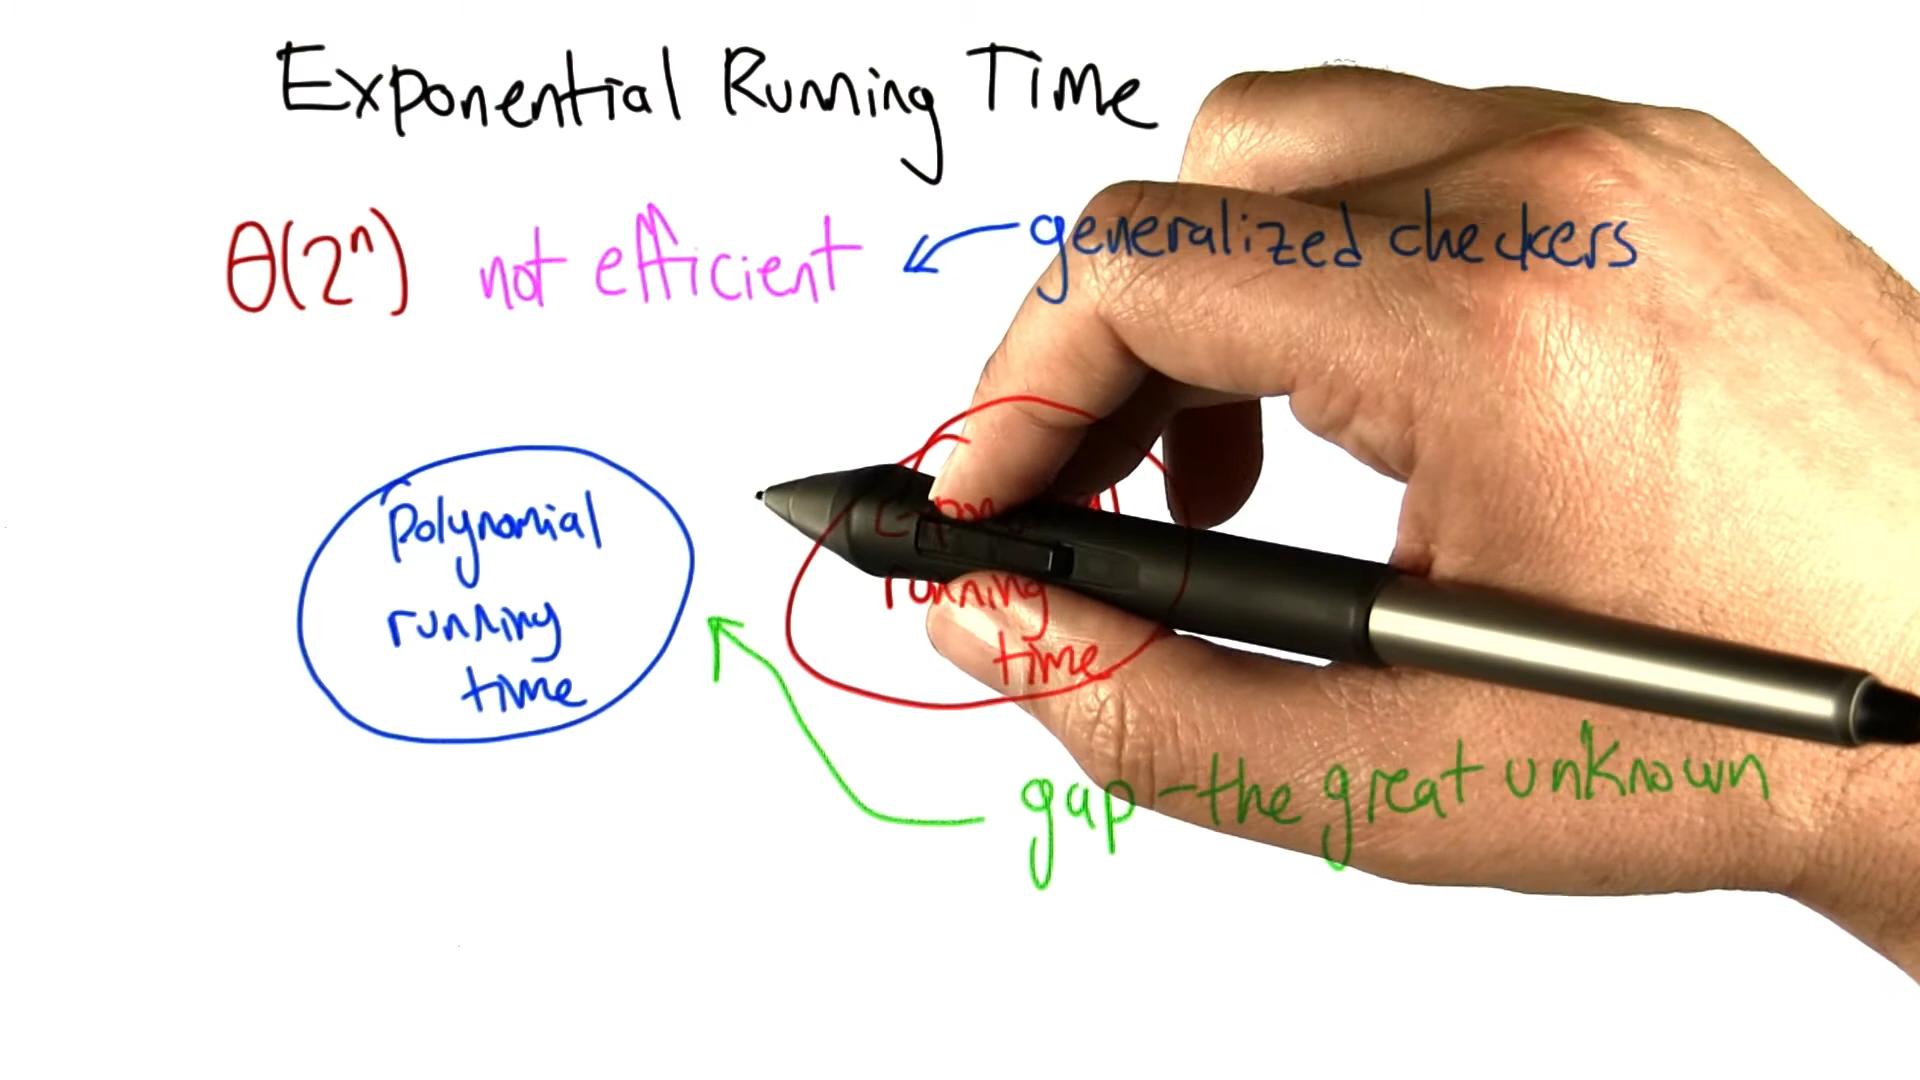 Exponential Running Time
θ(2ⁿ) not efficient ← generalized checkers
polynomial
running
time
running
time
gap - the great unknown